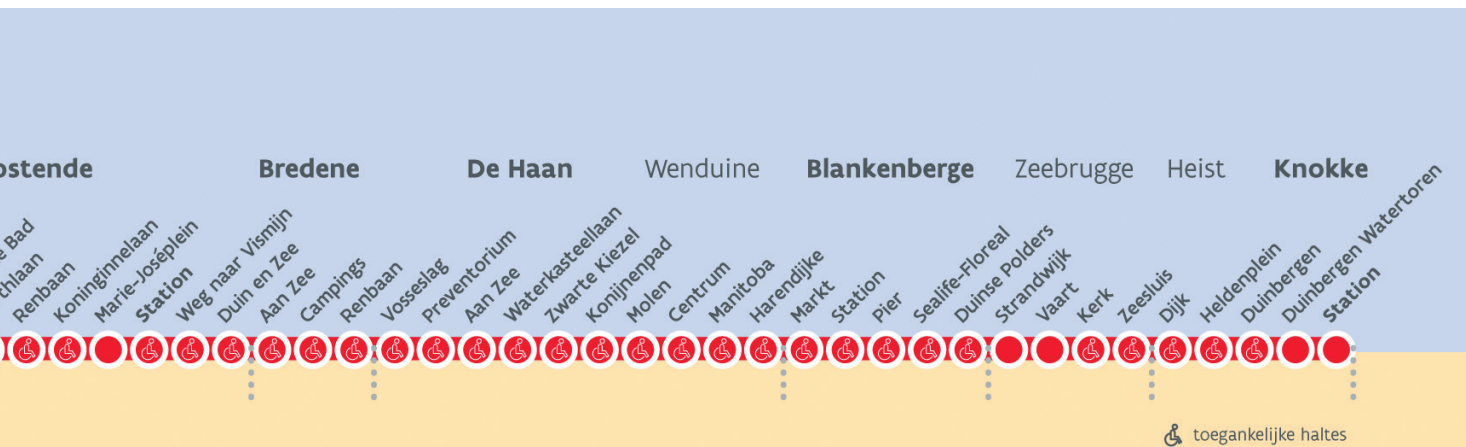 ostende
Bredene
De Haan
Wenduine
Blankenberge
Zeebrugge
Heist
Knokke
e Bad
thlaan
Renbaan
Koninginnelaan
Marie-Joséplein
Station
Weg naar Vismijn
Duin en Zee
Aan Zee
Campings
Renbaan
Vosseslag
Preventorium
Aan Zee
Waterkasteellaan
Zwarte Kiezel
Konijnenpad
Molen
Centrum
Manitoba
Harendijke
Markt
Station
Pier
Sealife-Floreal
Duinse Polders
Strandwijk
Vaart
Kerk
Zeesluis
Dijk
Heldenplein
Duinbergen
Duinbergen Watertoren
Station
toegankelijke haltes